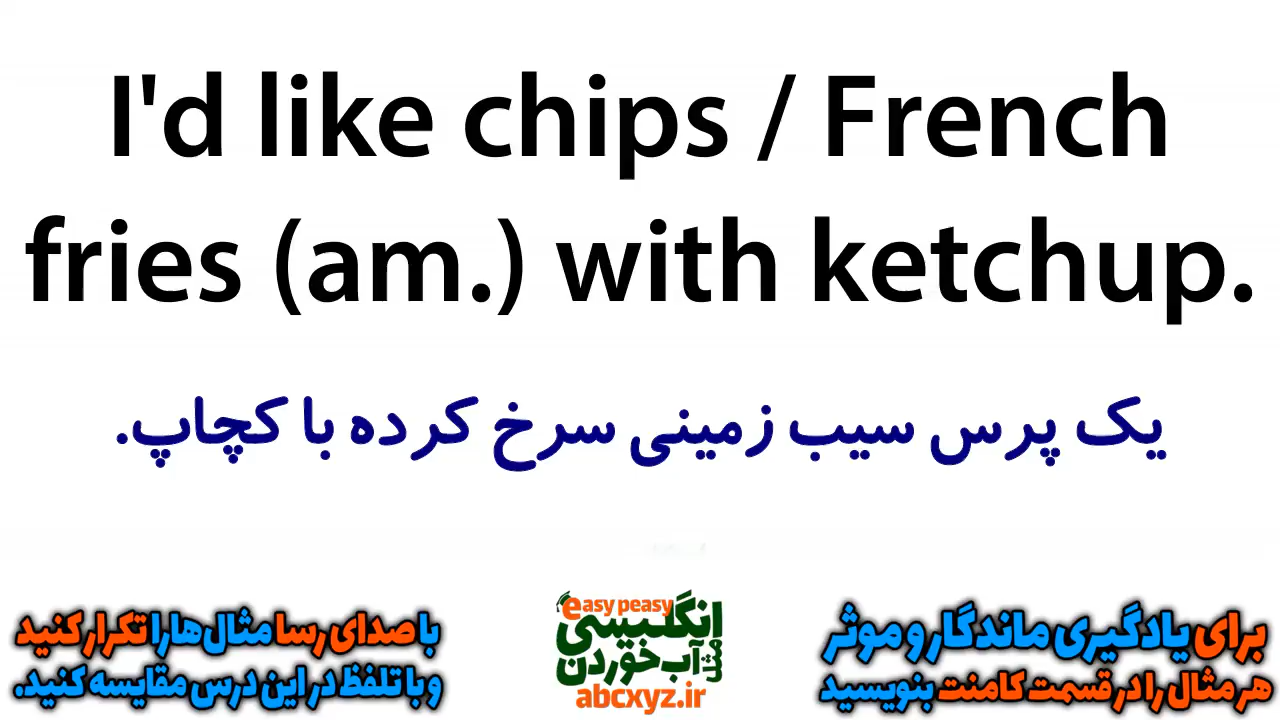 I'd like chips / French
fries (am.) with ketchup.
یک پرس سیب زمینی سرخ کرده با کچاپ.
برای یادگیری ماندگار و موثر
هر مثال را در قسمت کامنت بنویسید
easy peasy
انگلیسی
مثل آب خوردن
abcxyz.ir
با صدای رسا مثال‌ها را تکرار کنید
و با تلفظ در این درس مقایسه کنید.